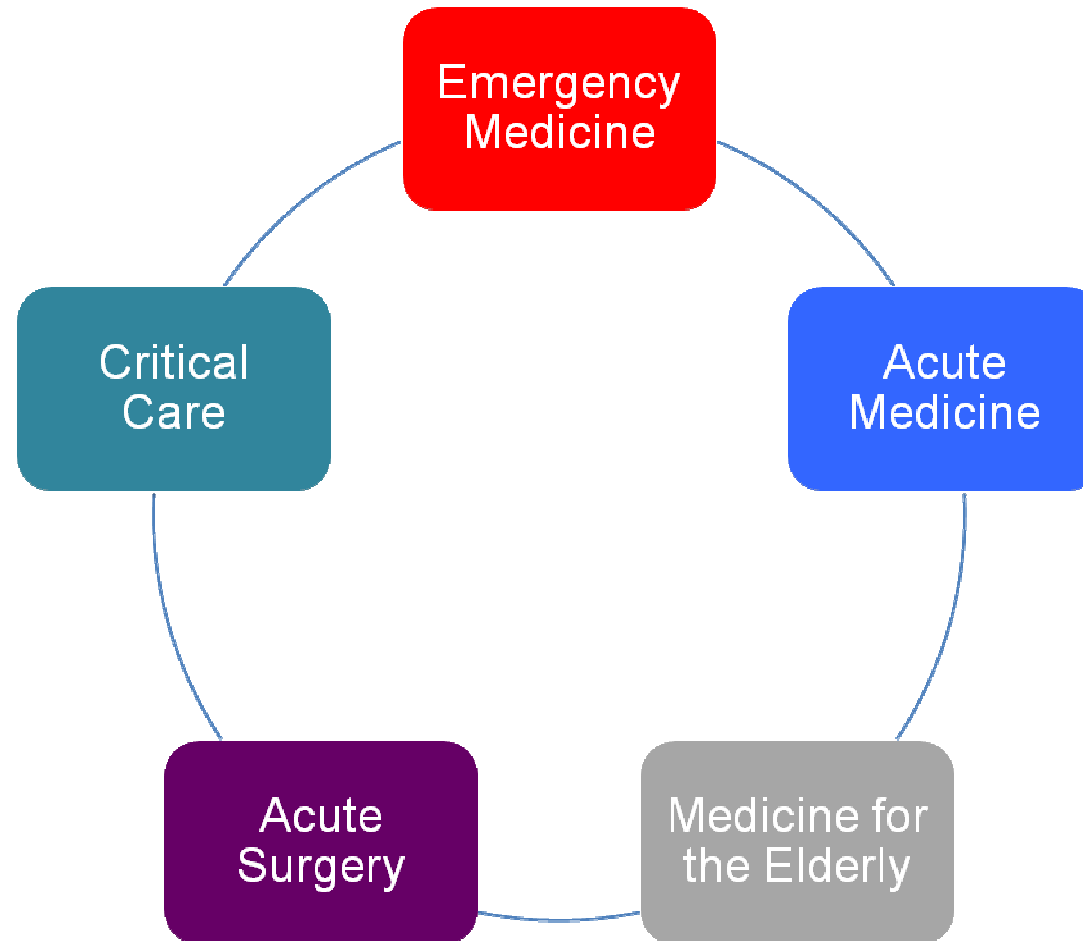 Emergency
Medicine
Critical
Care
Acute
Medicine
Acute
Surgery
Medicine for
the Elderly